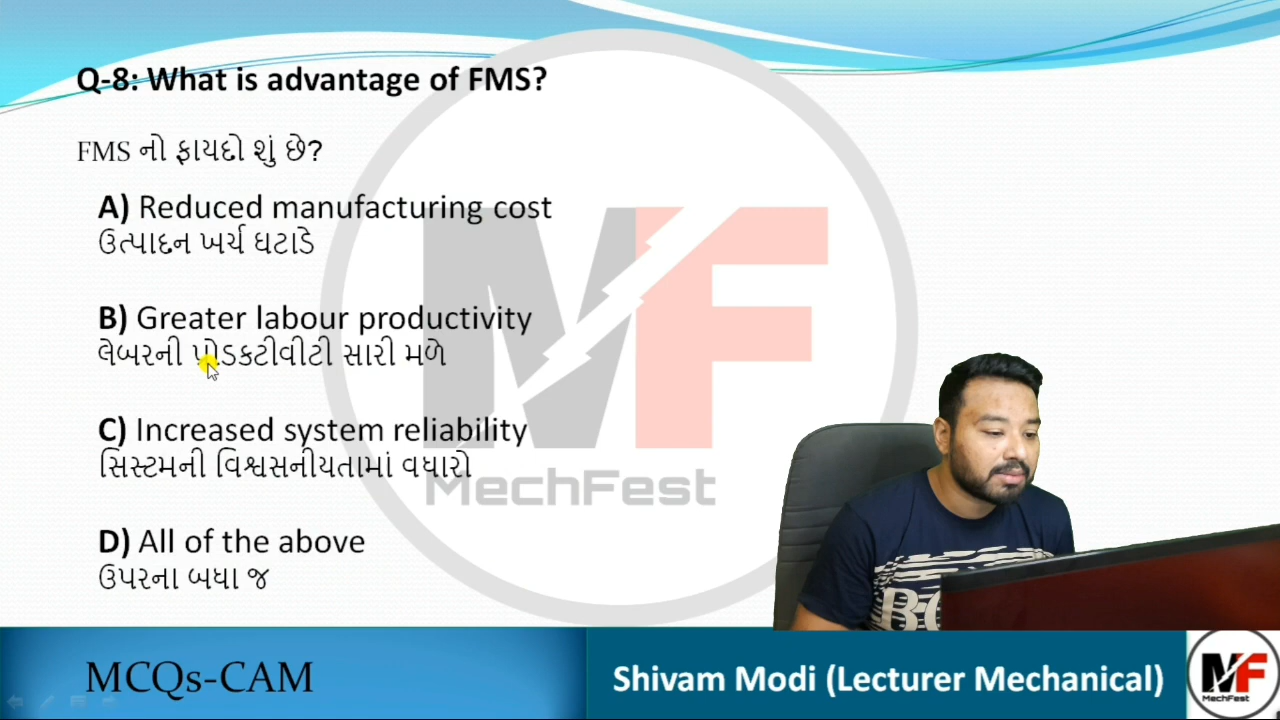 Q-8: What is advantage of FMS?
FMS નો ફાયદો શું છે?
A) Reduced manufacturing cost
ઉત્પાદન ખર્ચ ઘટાડે
B) Greater labour productivity
લેબરની પ્રોડકટીવીટી સારી મળે
C) Increased system reliability
સિસ્ટમની વિશ્વસનીયતામાં વધારો
D) All of the above
ઉપરના બધા જ
MF
MechFest
MCQs-CAM
Shivam Modi (Lecturer Mechanical)
MF
MechFest